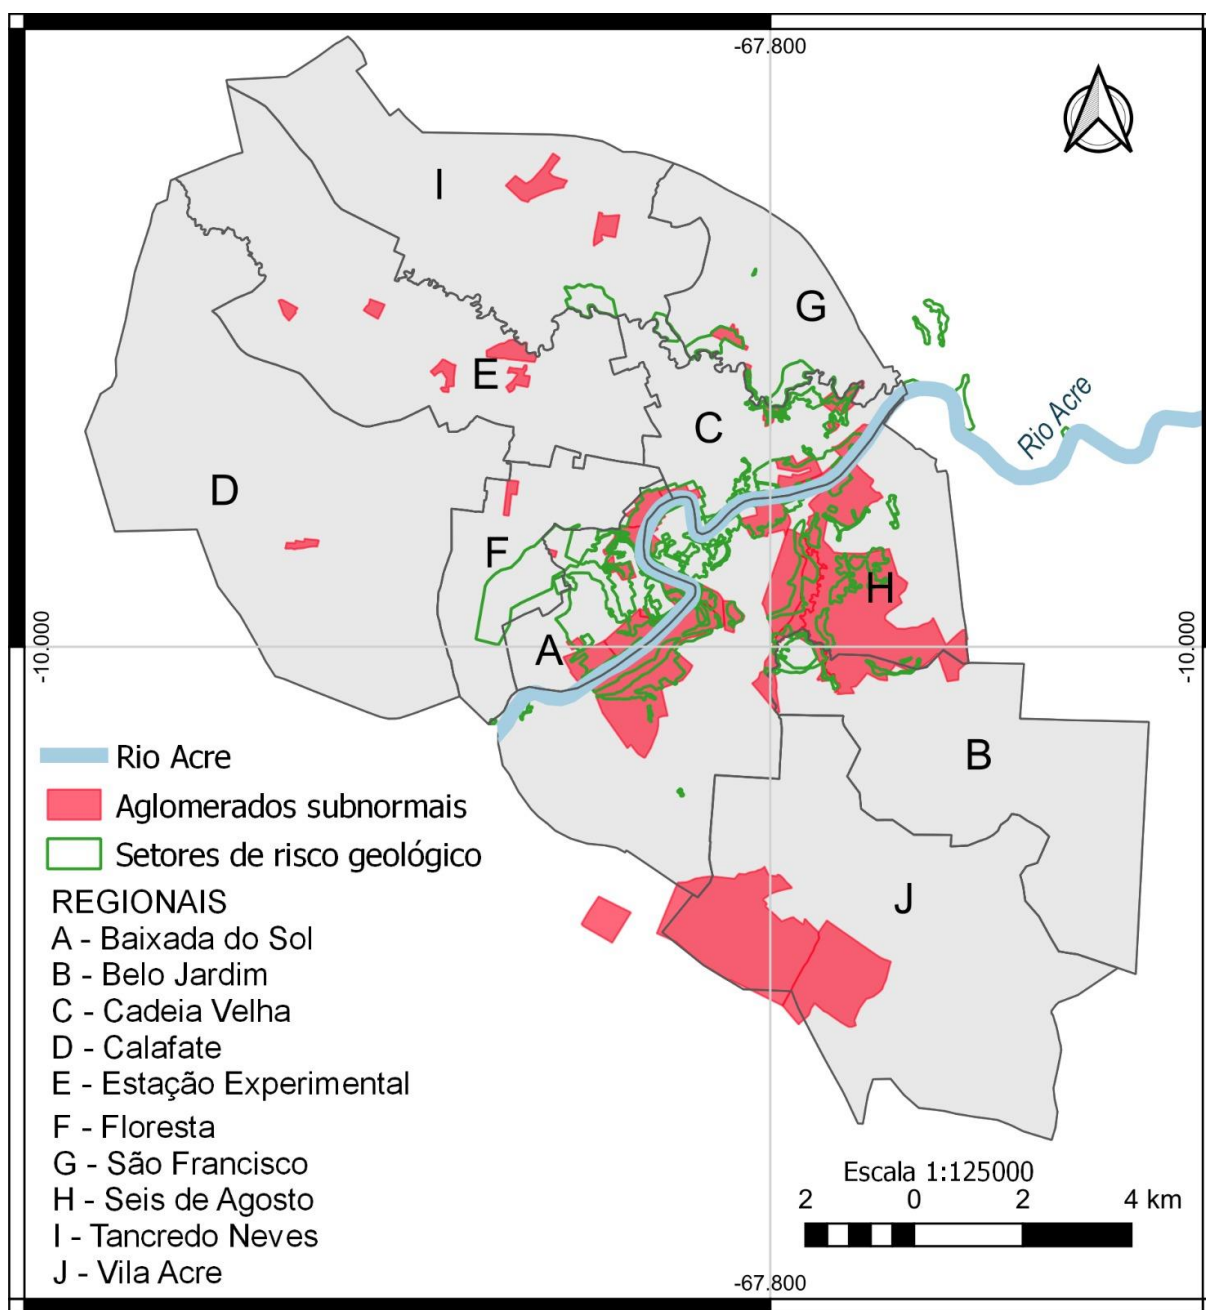 -67.800
I
G
E
C
Rio Acre
D
F
H
A
-10.000
-10.000
B
J
Rio Acre
Aglomerados subnormais
Setores de risco geológico
REGIONAIS
A - Baixada do Sol
B - Belo Jardim
C - Cadeia Velha
D - Calafate
E - Estação Experimental
F - Floresta
G - São Francisco
H - Seis de Agosto
I - Tancredo Neves
J - Vila Acre
Escala 1:125000
2 0 2 4 km
-67.800